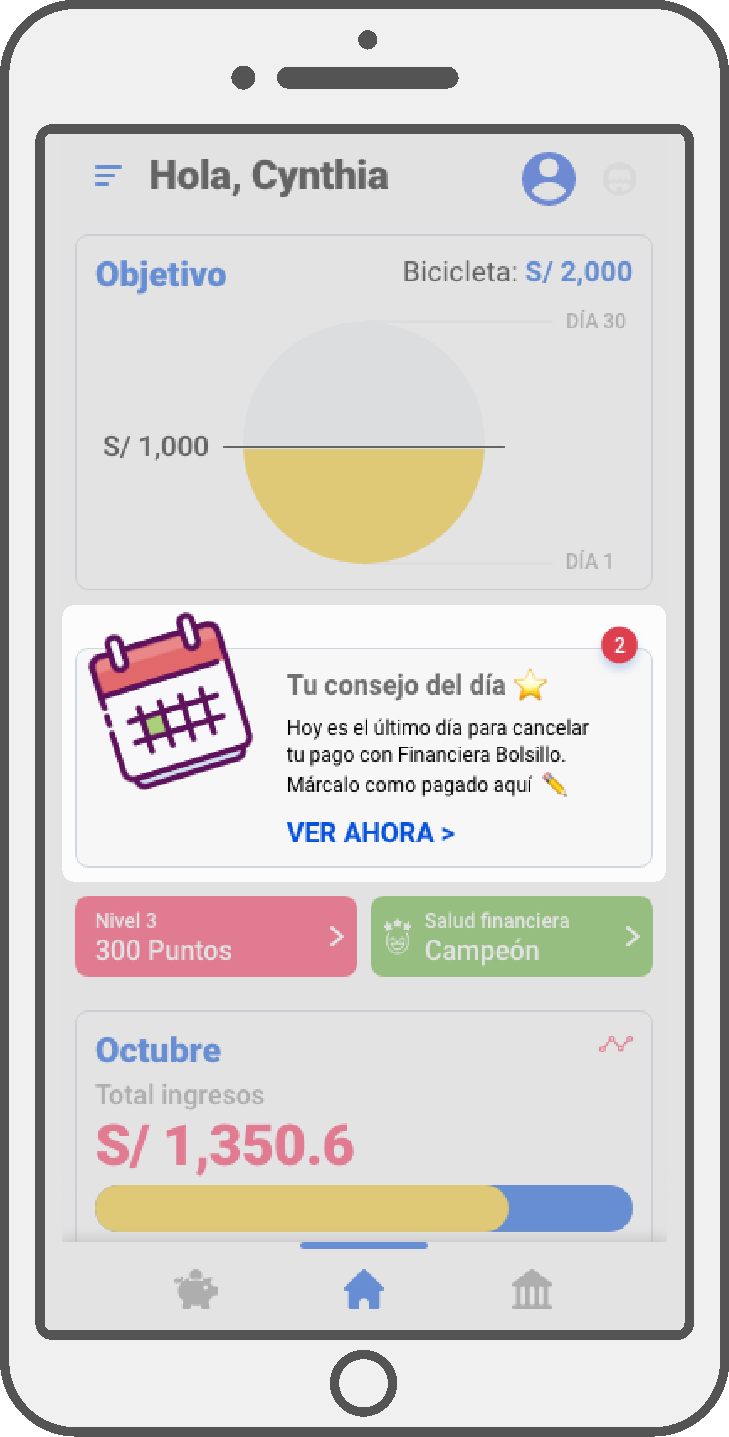 Hola, Cynthia
Objetivo
Bicicleta: S/ 2,000
DÍA 30
S/ 1,000
DÍA 1
2
Tu consejo del día ⭐
Hoy es el último día para cancelar
tu pago con Financiera Bolsillo.
Márcalo como pagado aquí ✏️
VER AHORA >
Nivel 3
300 Puntos
Salud financiera
Campeón
Octubre
Total ingresos
S/ 1,350.6